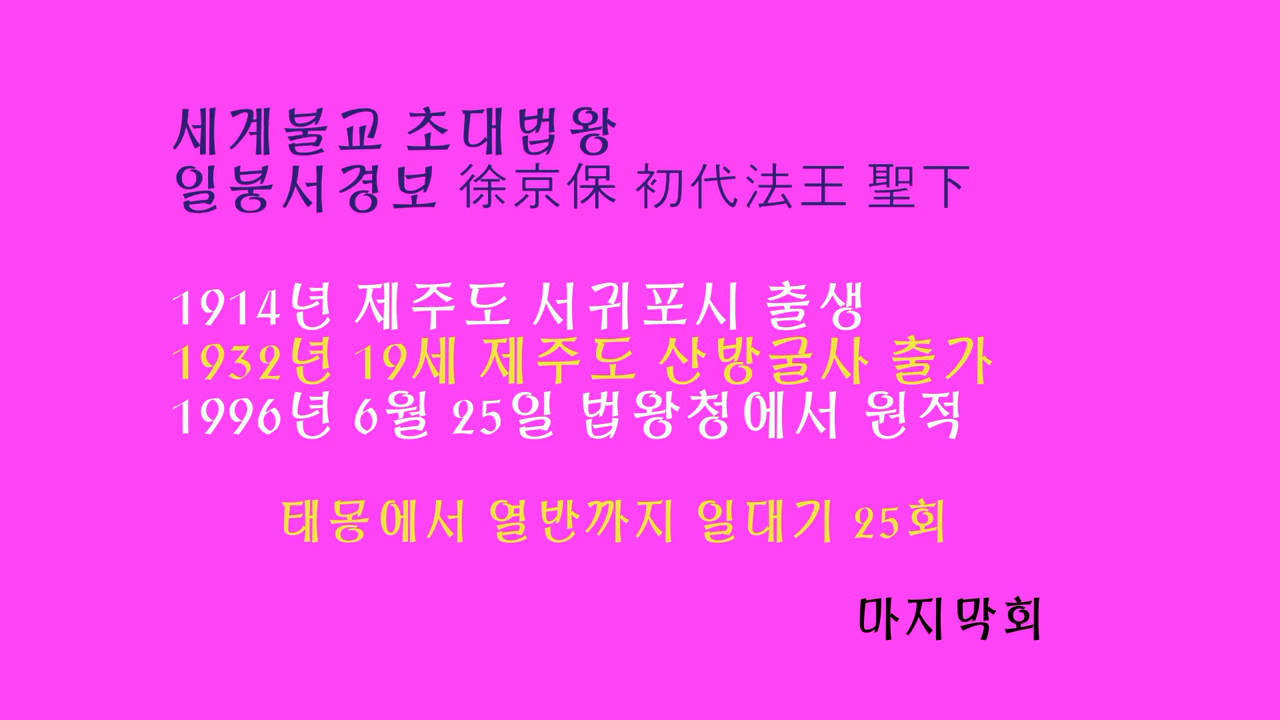 세계불교 초대법왕
일붕서경보 徐京保 初代法王 聖下
1914년 제주도 서귀포시 출생
1932년 19세 제주도 산방굴사 출가
1996년 6월 25일 법왕청에서 원적
태몽에서 열반까지 일대기 25회
마지막회